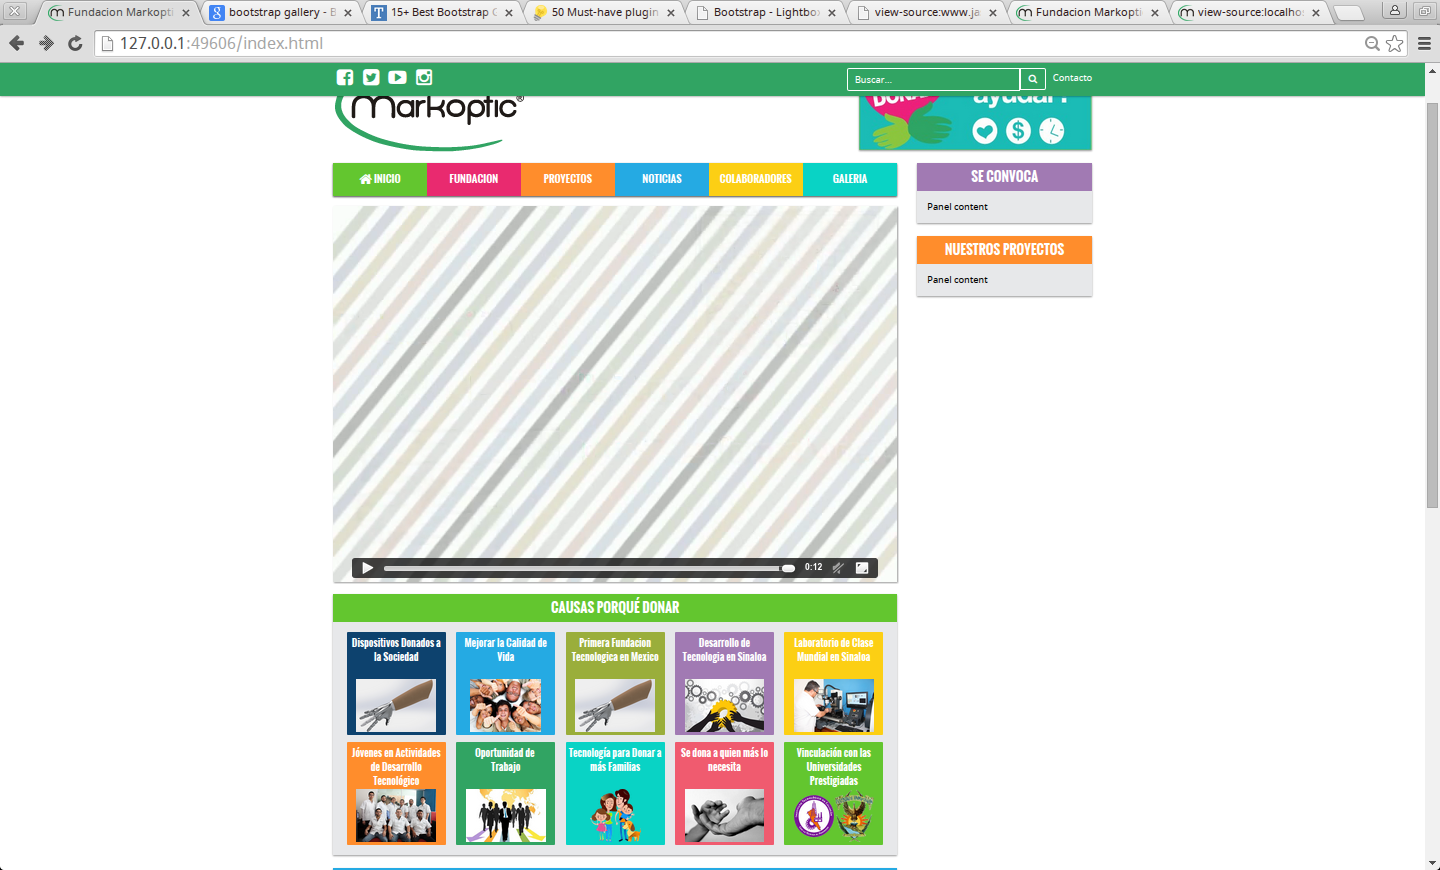 Fundacion Markopti
bootstrap gallery - B
15+ Best Bootstrap G
50 Must-have plugin
Bootstrap - Lightbo
view-source:www.ja
Fundacion Markopti
view-source:localho
127.0.0.1:49606/index.html
Buscar...
Contacto
Markoptic®
DONA
ayudar!
INICIO
FUNDACION
PROYECTOS
NOTICIAS
COLABORADORES
GALERIA
SE CONVOCA
Panel content
NUESTROS PROYECTOS
Panel content
0:12
CAUSAS PORQUÉ DONAR
Dispositivos Donados a
la Sociedad
Mejorar la Calidad de
Vida
Primera Fundacion
Tecnologica en Mexico
Desarrollo de
Tecnologia en Sinaloa
Laboratorio de Clase
Mundial en Sinaloa
Jóvenes en Actividades
de Desarrollo
Tecnológico
Oportunidad de
Trabajo
Tecnología para Donar a
más Familias
Se dona a quien más lo
necesita
Vinculación con las
Universidades
Prestigiadas